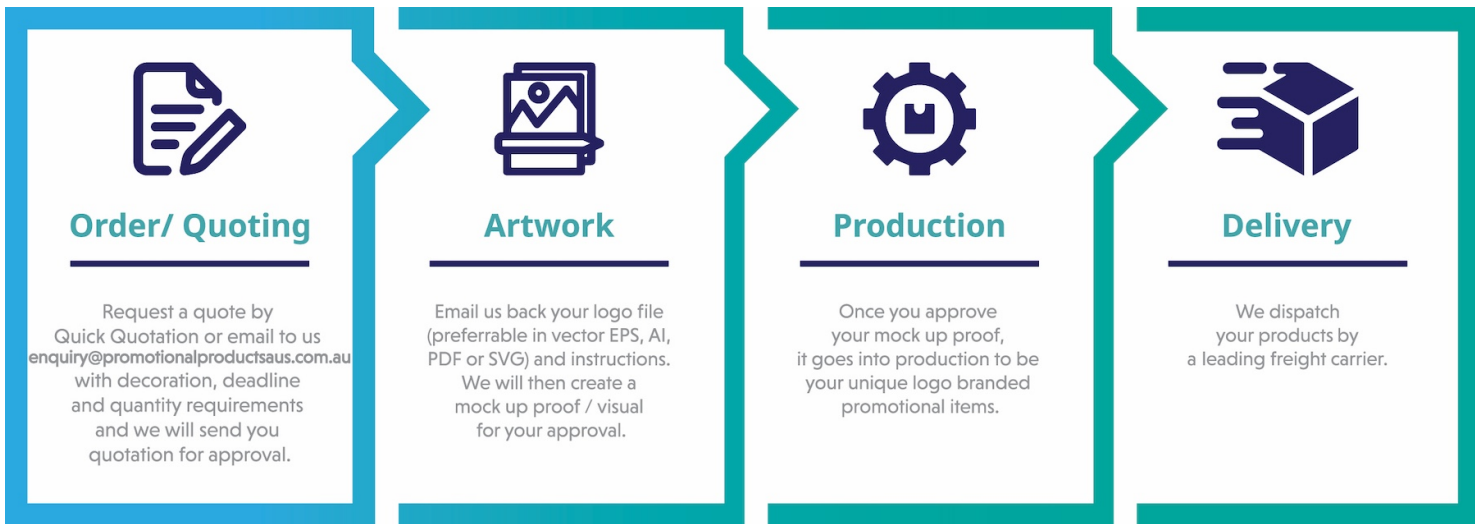 Order/ Quoting
Request a quote by
Quick Quotation or email to us
enquiry@promotionalproductsaus.com.au
with decoration, deadline
and quantity requirements
and we will send you
quotation for approval.
Artwork
Email us back your logo file
(preferrable in vector EPS, AI,
PDF or SVG) and instructions.
We will then create a
mock up proof / visual
for your approval.
Production
Once you approve
your mock up proof,
it goes into production to be
your unique logo branded
promotional items.
Delivery
We dispatch
your products by
a leading freight carrier.